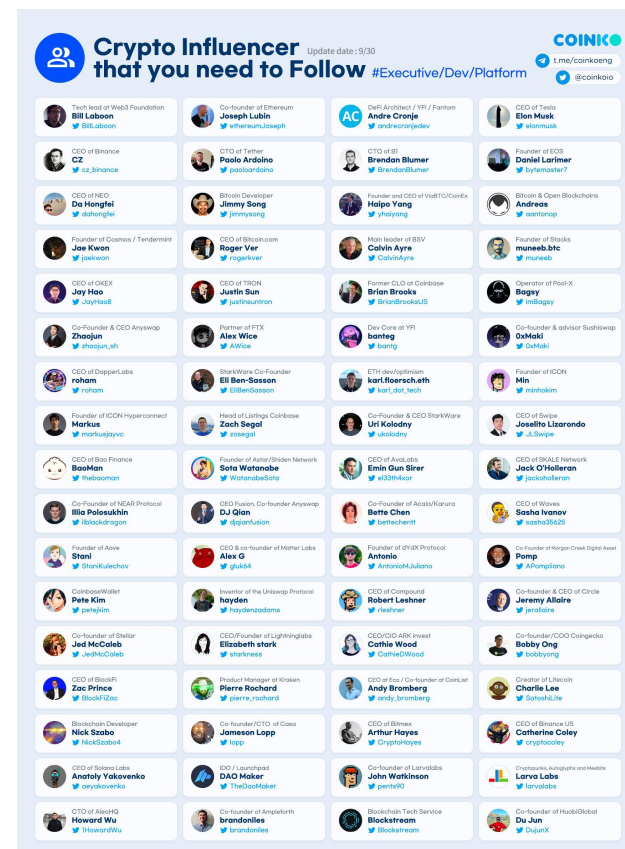 Crypto Influencer Update date : 9/30
that you need to Follow #Executive/Dev/Platform
COINKO
t.me/coinkoeng
@coinkoio
Tech lead at Web3 Foundation
Bill Laboon
BillLaboon
Co-founder of Ethereum
Joseph Lubin
ethereumJoseph
AC
DeFi Architect / YFI / Fantom
Andre Cronje
andrecronjedev
CEO of Tesla
Elon Musk
elonmusk
CEO of Binance
CZ
cz_binance
CTO of Tether
Paolo Ardoino
paoloardoino
CTO of B1
Brendan Blumer
BrendanBlumer
Founder of EOS
Daniel Larimer
bytemaster7
CEO of NEO
Da Hongfei
dahongfei
Bitcoin Developer
Jimmy Song
jimmysong
Founder and CEO of ViaBTC/CoinEx
Haipo Yang
yhaiyang
Bitcoin & Open Blockchains
Andreas
aantonop
Founder of Cosmos / Tendermint
Jae Kwon
jaekwon
CEO of Bitcoin.com
Roger Ver
rogerkver
Main leader of BSV
Calvin Ayre
CalvinAyre
Founder of Stacks
muneeb.btc
muneeb
CEO of OKEX
Jay Hao
JayHao8
CEO of TRON
Justin Sun
justinsuntron
Former CLO at Coinbase
Brian Brooks
BrianBrooksUS
Operator of Pool-X
Bagsy
imBagsy
Co-Founder & CEO Anyswap
Zhaojun
zhaojun_sh
Partner of FTX
Alex Wice
AWice
Dev Core at YFI
banteg
bantg
Co-founder & advisor Sushiswap
0xMaki
0xMaki
CEO of DapperLabs
roham
roham
StarkWare Co-Founder
Eli Ben-Sasson
EliBenSasson
ETH dev/optimism
karl.floersch.eth
karl_dot_tech
Founder of ICON
Min
minhokim
Founder of ICON Hyperconnect
Markus
markusjayvc
Head of Listings Coinbase
Zach Segal
zosegal
Co-Founder & CEO StarkWare
Uri Kolodny
ukolodny
CEO of Swipe
Joselito Lizarondo
JLSwipe
CEO of Bao Finance
BaoMan
thebaoman
Founder of Astar/Shiden Network
Sota Watanabe
WatanabeSota
CEO of AvaLabs
Emin Gun Sirer
el33th4xor
CEO of SKALE Network
Jack O'Holleran
jackoholleran
Co-Founder of NEAR Protocol
Illia Polosukhin
ilblackdragon
CEO Fusion, Co-founder Anyswap
DJ Qian
djqianfusion
Co-Founder of Acala/Karura
Bette Chen
bettechentt
CEO of Waves
Sasha Ivanov
sasha35625
Founder of Aave
Stani
StaniKulechov
CEO & co-founder of Matter Labs
Alex G
gluk64
Founder of dYdX Protocol
Antonio
AntonioMJuliano
Co-Founder of Morgan Creek Digital Asset
Pomp
APompliano
CoinbaseWallet
Pete Kim
petejkim
Inventor of the Uniswap Protocol
hayden
haydenzadams
CEO of Compound
Robert Leshner
rleshner
Co-founder & CEO of Circle
Jeremy Allaire
jerallaire
Co-founder of Stellar
Jed McCaleb
JedMcCaleb
CEO/Founder of Lightninglabs
Elizabeth stark
starkness
CEO/CIO ARK invest
Cathie Wood
CathieDWood
Co-founder/COO Coingecko
Bobby Ong
bobbyong
CEO of BlockFi
Zac Prince
BlockFiZac
Product Manager at Kraken
Pierre Rochard
pierre_rochard
CEO at Eco / Co-founder at CoinList
Andy Bromberg
andy_bromberg
Creator of Litecoin
Charlie Lee
SatoshiLite
Blockchain Developer
Nick Szabo
NickSzabo4
Co-founder/CTO of Casa
Jameson Lopp
lopp
CEO of Bitmex
Arthur Hayes
CryptoHayes
CEO of Binance US
Catherine Coley
cryptocoley
CEO of Solana Labs
Anatoly Yakovenko
aeyakovenko
IDO / Launchpad
DAO Maker
TheDaoMaker
Co-founder of Larvalabs
John Watkinson
pents90
Cryptopunks, Autoglyphs and Meebits
Larva Labs
larvalabs
CTO of AleoHQ
Howard Wu
1HowardWu
Co-founder of Ampleforth
brandoniles
brandoniles
Blockchain Tech Service
Blockstream
Blockstream
Co-founder of HuobiGlobal
Du Jun
DujunX